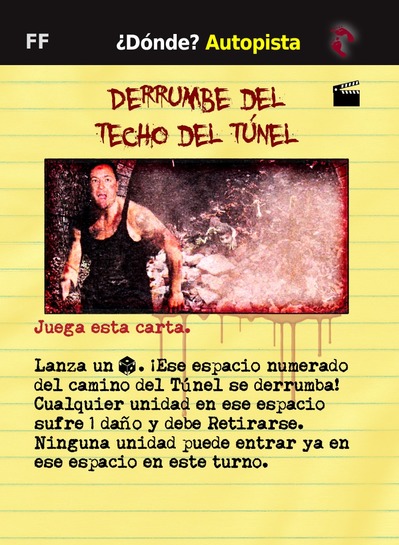 FF
¿Dónde? Autopista
DERRUMBE DEL
TECHO DEL TÚNEL
Juega esta carta.
Lanza un . ¡Ese espacio numerado
del camino del Túnel se derrumba!
Cualquier unidad en ese espacio
sufre 1 daño y debe Retirarse.
Ninguna unidad puede entrar ya en
ese espacio en este turno.